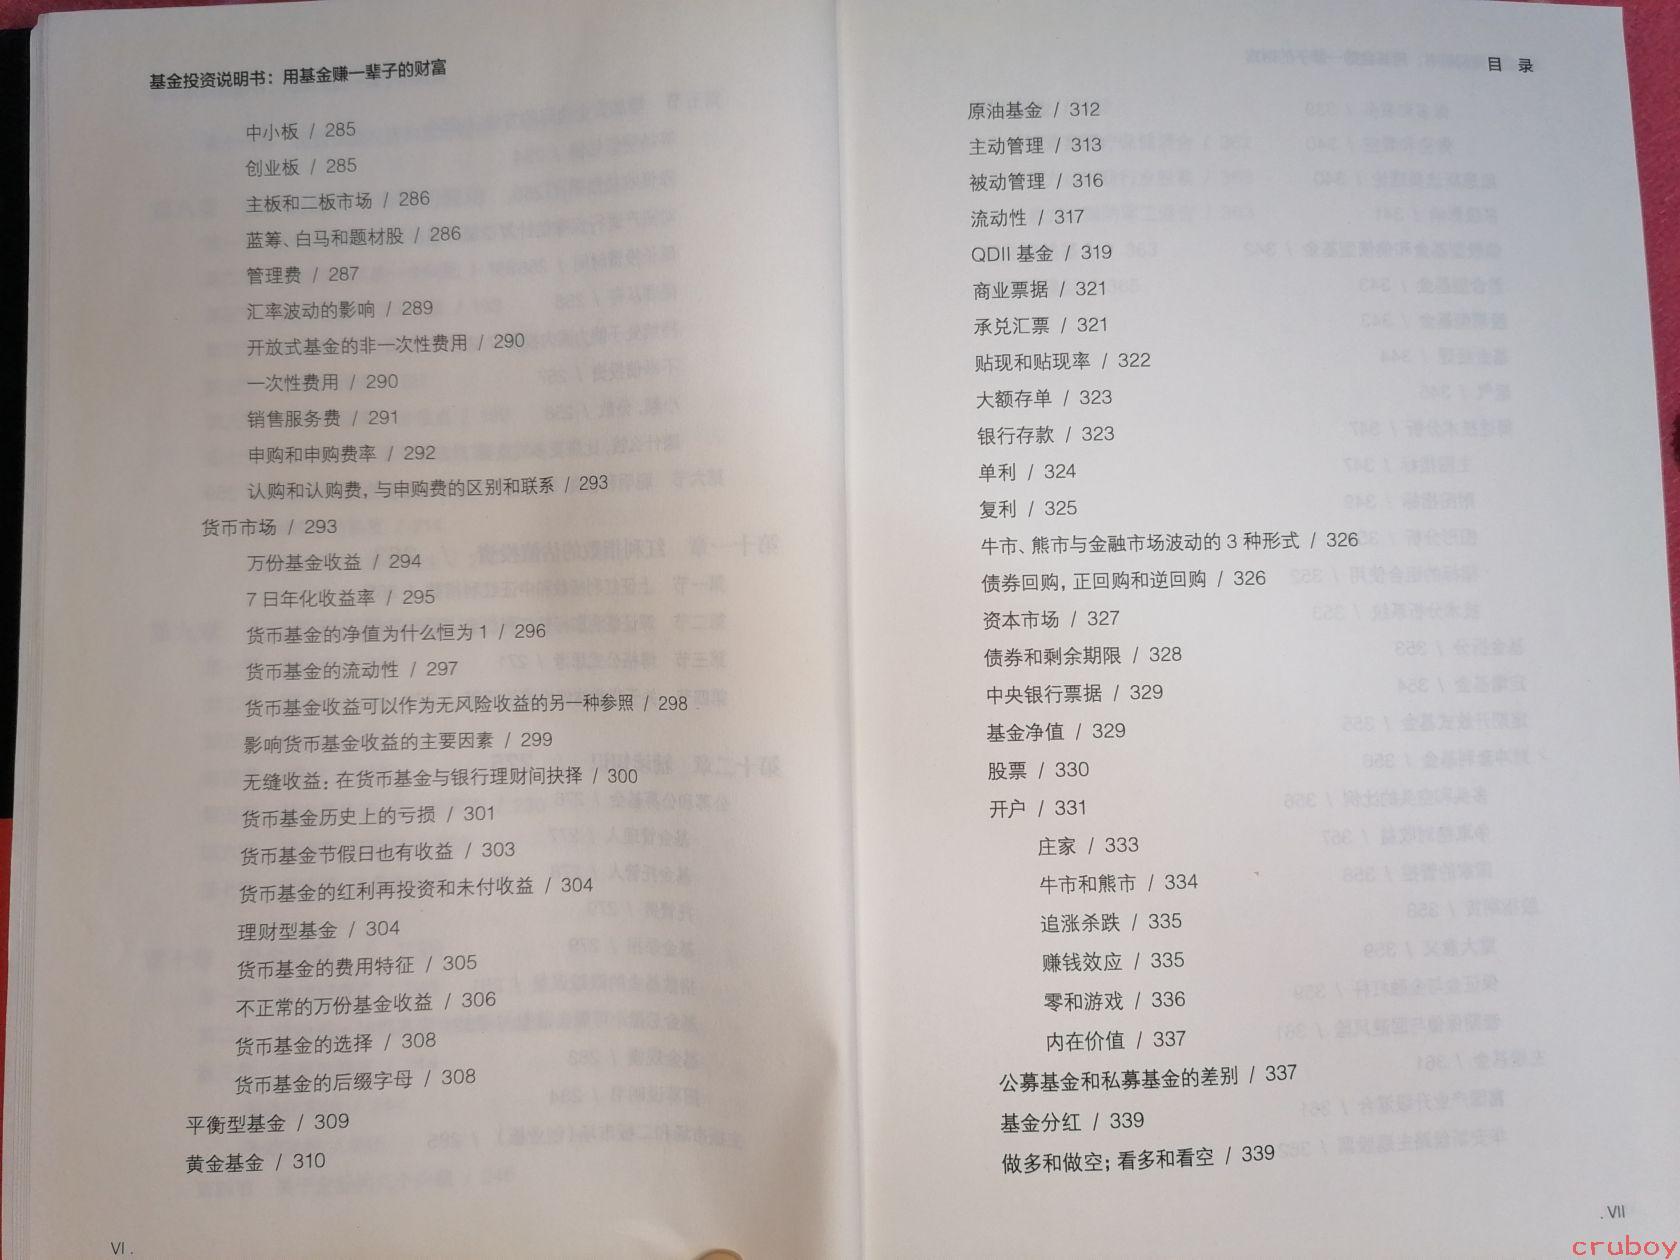 基金投资说明书：用基金赚一辈子的财富
中小板 / 285
创业板 / 285
主板和二板市场 / 286
蓝筹、白马和题材股 / 286
管理费 / 287
汇率波动的影响 / 289
开放式基金的非一次性费用 / 290
一次性费用 / 290
销售服务费 / 291
申购和申购费率 / 292
认购和认购费，与申购费的区别和联系 / 293
货币市场 / 293
万份基金收益 / 294
7日年化收益率 / 295
货币基金的净值为什么恒为1 / 296
货币基金的流动性 / 297
货币基金收益可以作为无风险收益的另一种参照 / 298
影响货币基金收益的主要因素 / 299
无缝收益：在货币基金与银行理财间抉择 / 300
货币基金历史上的亏损 / 301
货币基金节假日也有收益 / 303
货币基金的红利再投资和未付收益 / 304
理财型基金 / 304
货币基金的费用特征 / 305
不正常的万份基金收益 / 306
货币基金的选择 / 308
货币基金的后缀字母 / 308
平衡型基金 / 309
黄金基金 / 310
VI .
目 录
原油基金 / 312
主动管理 / 313
被动管理 / 316
流动性 / 317
QDII 基金 / 319
商业票据 / 321
承兑汇票 / 321
贴现和贴现率 / 322
大额存单 / 323
银行存款 / 323
单利 / 324
复利 / 325
牛市、熊市与金融市场波动的3种形式 / 326
债券回购，正回购和逆回购 / 326
资本市场 / 327
债券和剩余期限 / 328
中央银行票据 / 329
基金净值 / 329
股票 / 330
开户 / 331
庄家 / 333
牛市和熊市 / 334
追涨杀跌 / 335
赚钱效应 / 335
零和游戏 / 336
内在价值 / 337
公募基金和私募基金的差别 / 337
基金分红 / 339
做多和做空；看多和看空 / 339
. VII
cruboy